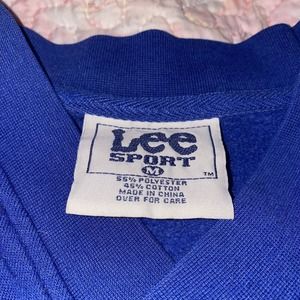 Lee
SPORT
M
™
55% POLYESTER
45% COTTON
MADE IN CHINA
OVER FOR CARE